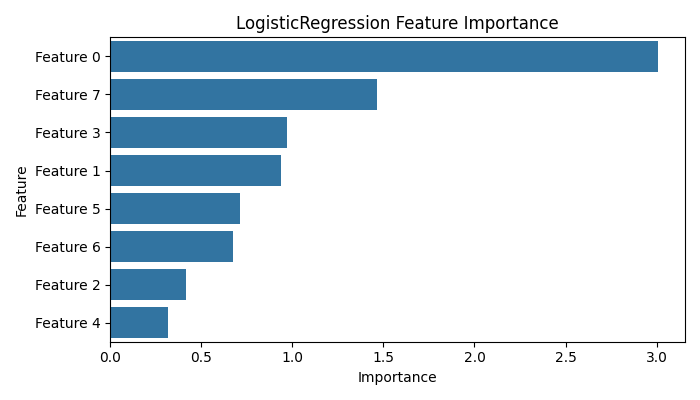 LogisticRegression Feature Importance
Feature 0
Feature 7
Feature 3
Feature 1
Feature 5
Feature 6
Feature 2
Feature 4
Feature
0.0 0.5 1.0 1.5 2.0 2.5 3.0
Importance